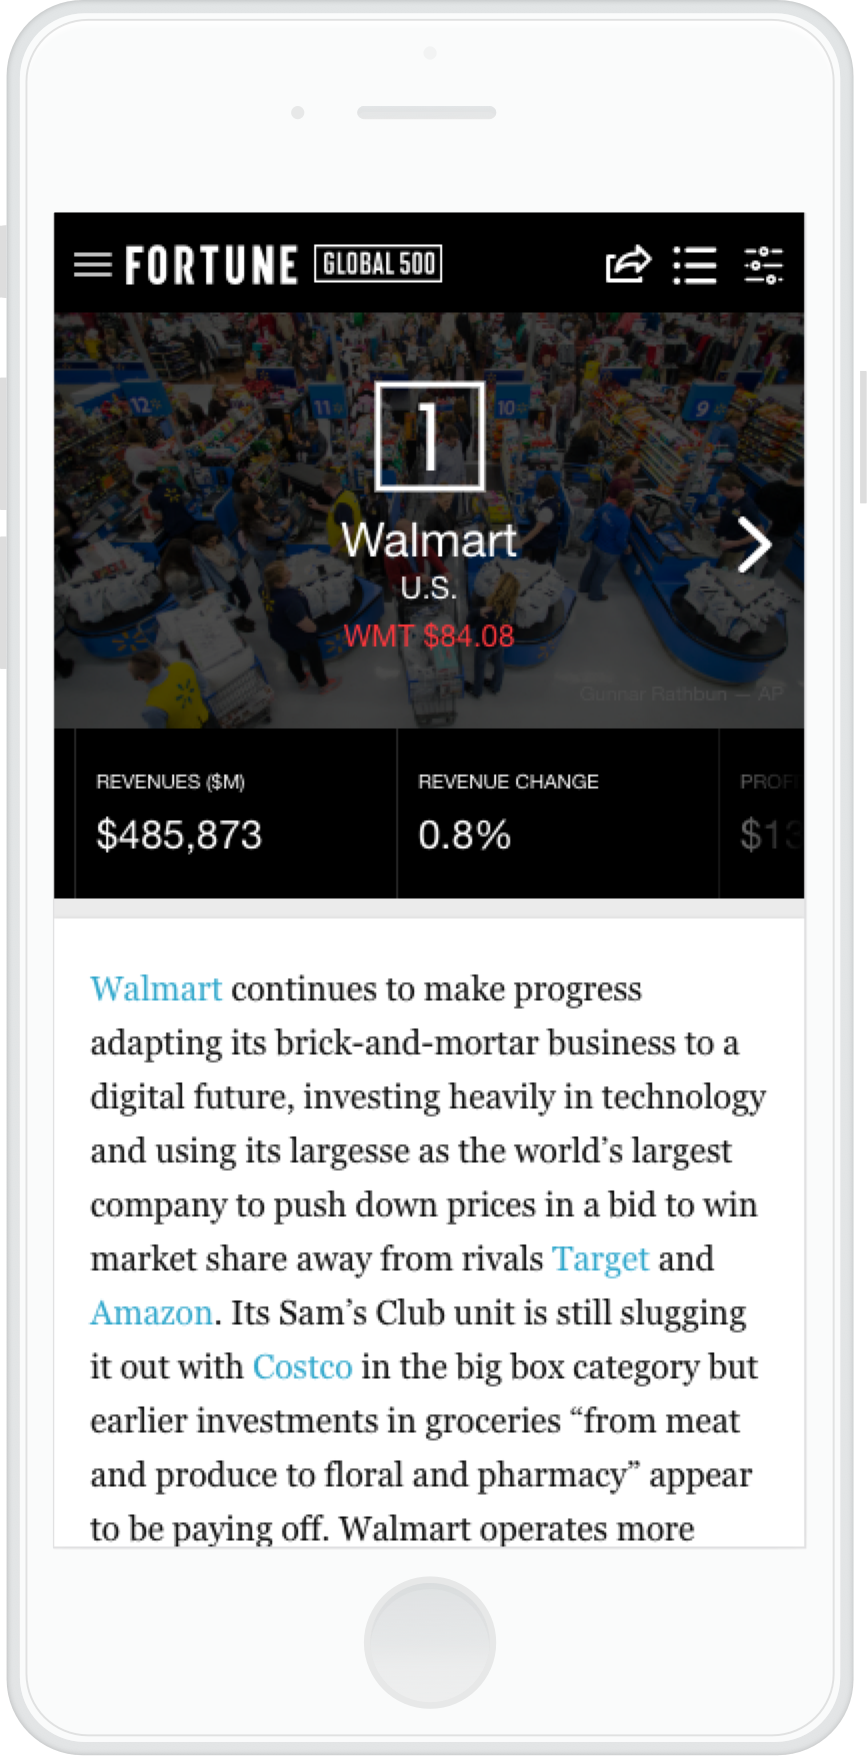 FORTUNE GLOBAL 500
12
11
10
9
1
Walmart
U.S.
WMT $84.08
Gunnar Rathbun — AP
REVENUES ($M)
$485,873
REVENUE CHANGE
0.8%
PROF
$13
Walmart continues to make progress
adapting its brick-and-mortar business to a
digital future, investing heavily in technology
and using its largesse as the world’s largest
company to push down prices in a bid to win
market share away from rivals Target and
Amazon. Its Sam’s Club unit is still slugging
it out with Costco in the big box category but
earlier investments in groceries “from meat
and produce to floral and pharmacy” appear
to be paying off. Walmart operates more